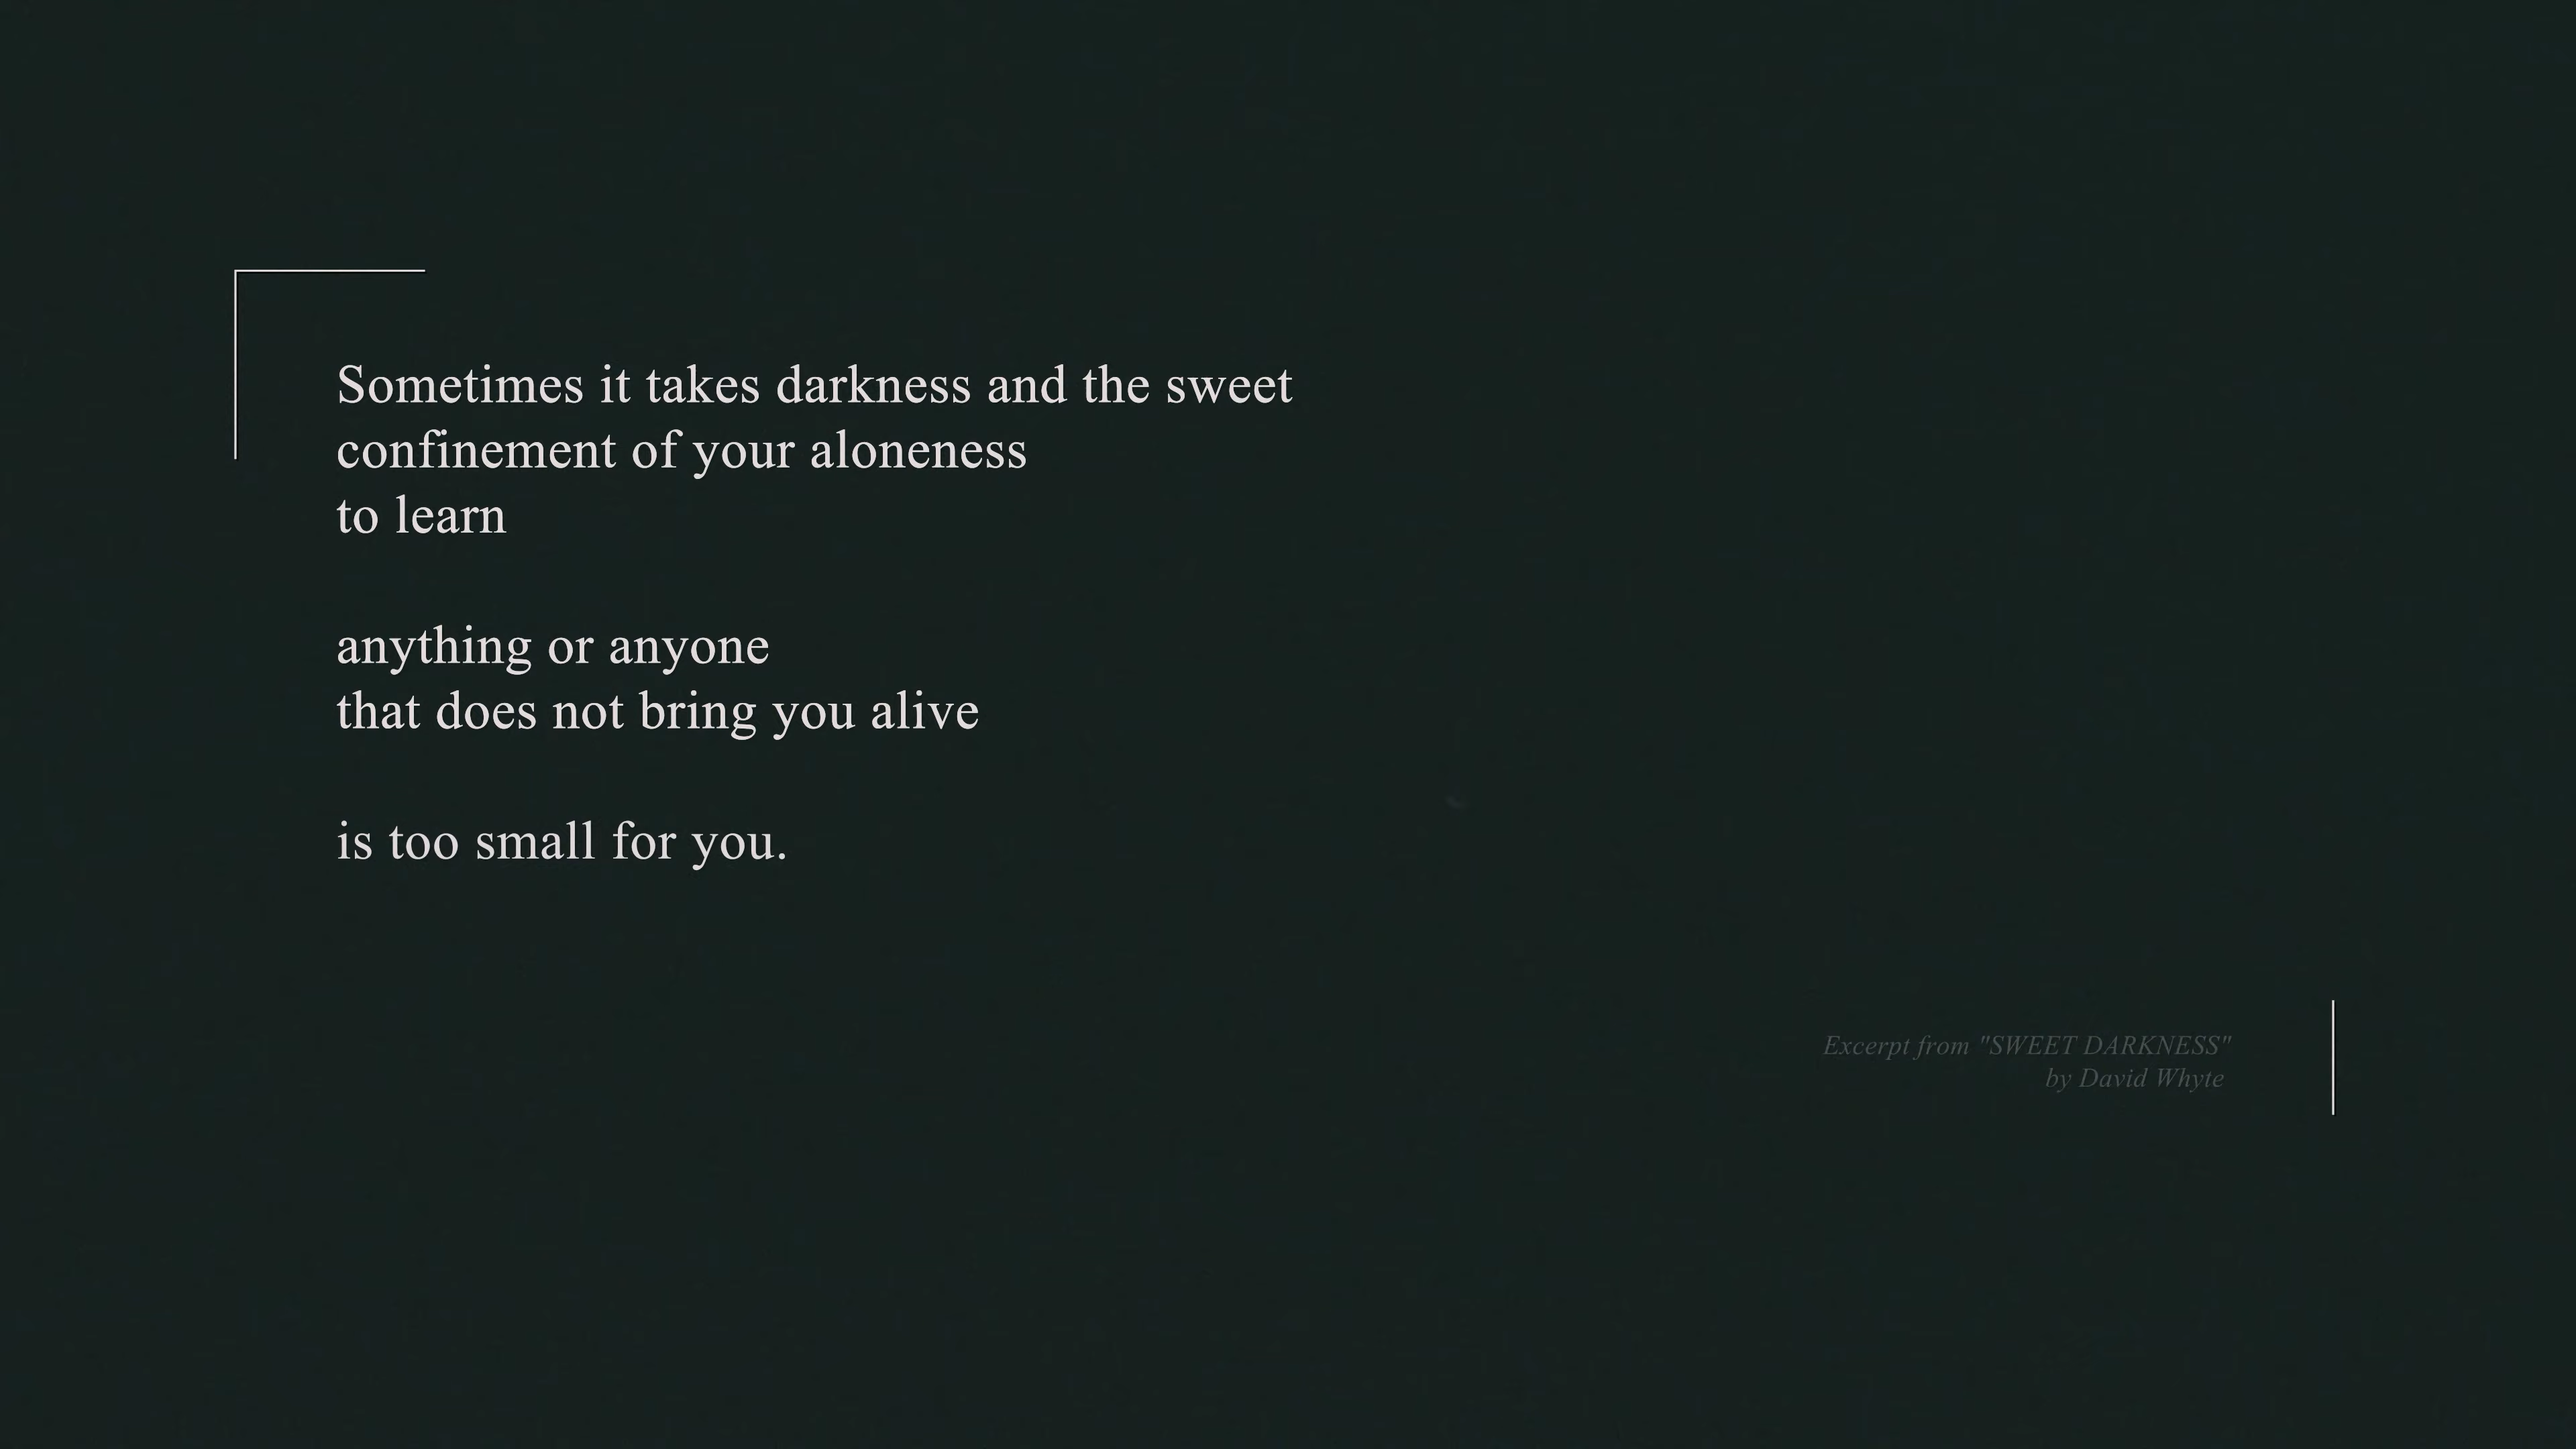 Sometimes it takes darkness and the sweet
confinement of your aloneness
to learn
anything or anyone
that does not bring you alive
is too small for you.
Excerpt from "SWEET DARKNESS"
by David Whyte